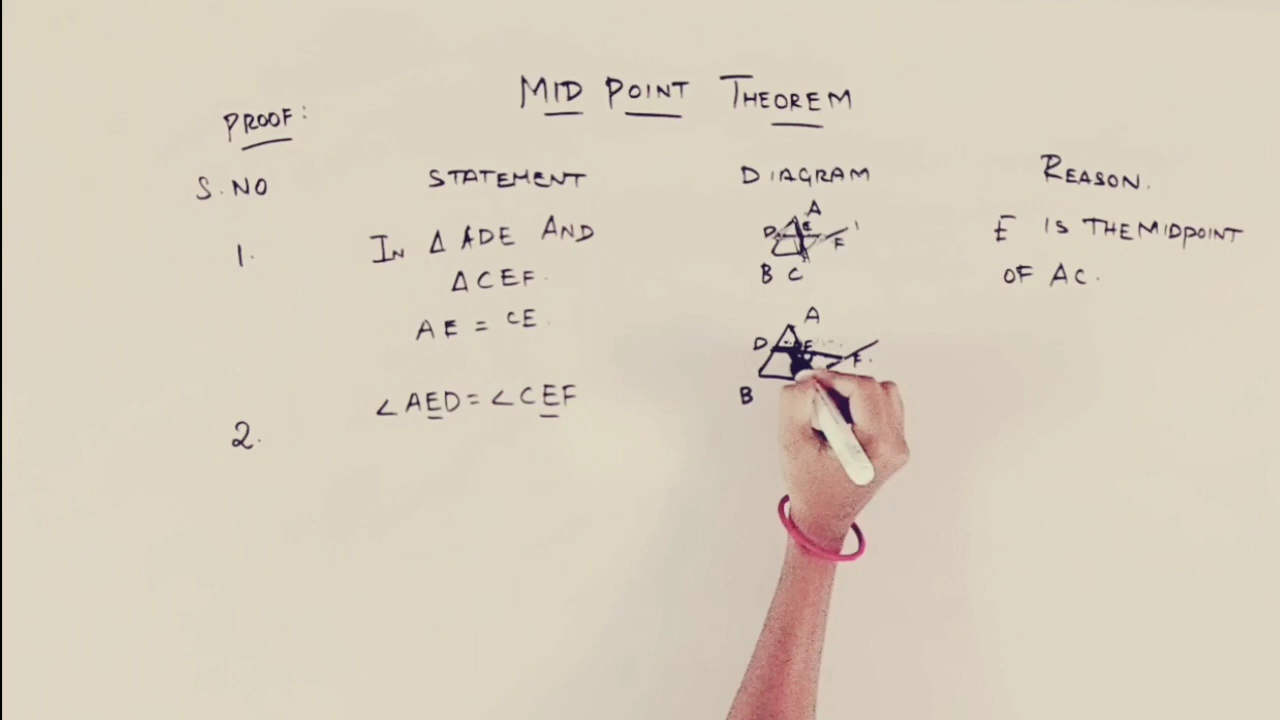 MID POINT THEOREM
PROOF:
S.NO STATEMENT DIAGRAM REASON.
1. IN Δ ADE AND A E IS THE MIDPOINT
D E F
Δ CEF. B C OF AC.
AE = CE. A
D E F.
∠AED = ∠CEF B
2.